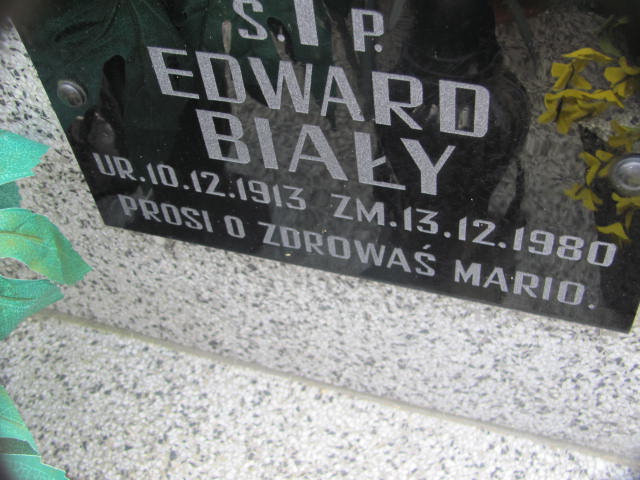 Ś. † P.
EDWARD
BIAŁY
UR.10.12.1913 ZM.13.12.1980
PROSI O ZDROWAŚ MARIO.